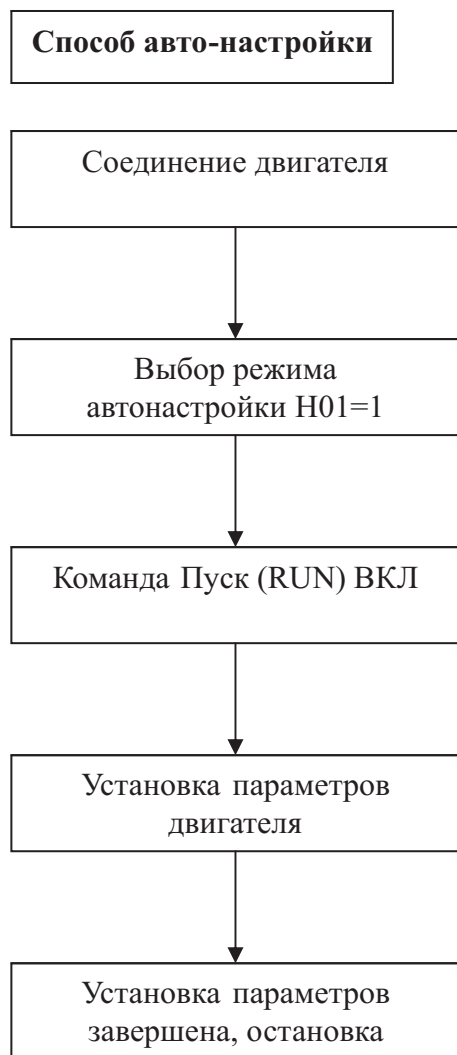 Способ авто-настройки
Соединение двигателя
Выбор режима
автонастройки H01=1
Команда Пуск (RUN) ВКЛ
Установка параметров
двигателя
Установка параметров
завершена, остановка